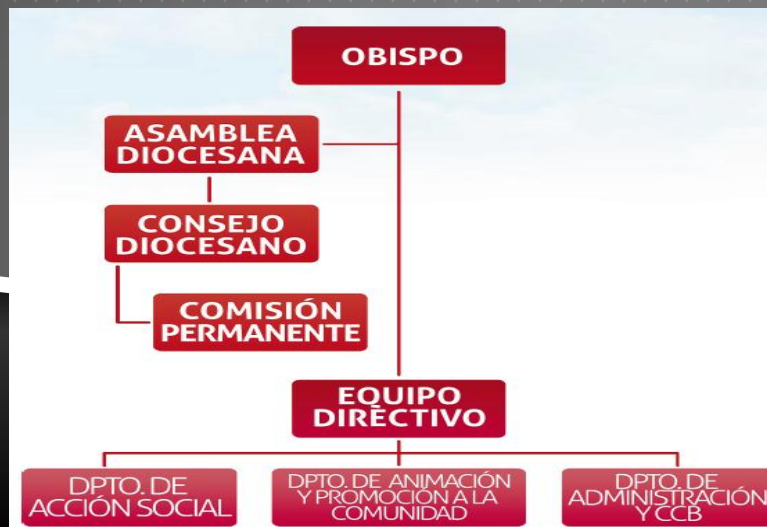 OBISPO
ASAMBLEA
DIOCESANA
CONSEJO
DIOCESANO
COMISIÓN
PERMANENTE
EQUIPO
DIRECTIVO
DPTO. DE
ACCIÓN SOCIAL
DPTO. DE ANIMACIÓN
Y PROMOCIÓN A LA
COMUNIDAD
DPTO. DE
ADMINISTRACIÓN
Y CCB